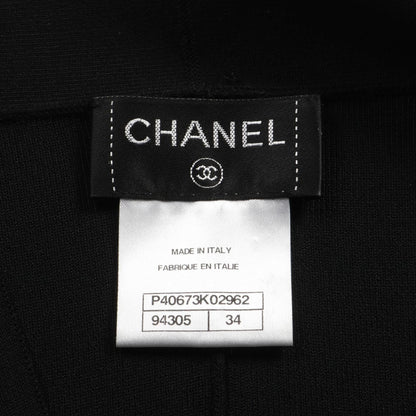 CHANEL
MADE IN ITALY
FABRIQUE EN ITALIE
P40673K02962
94305 34